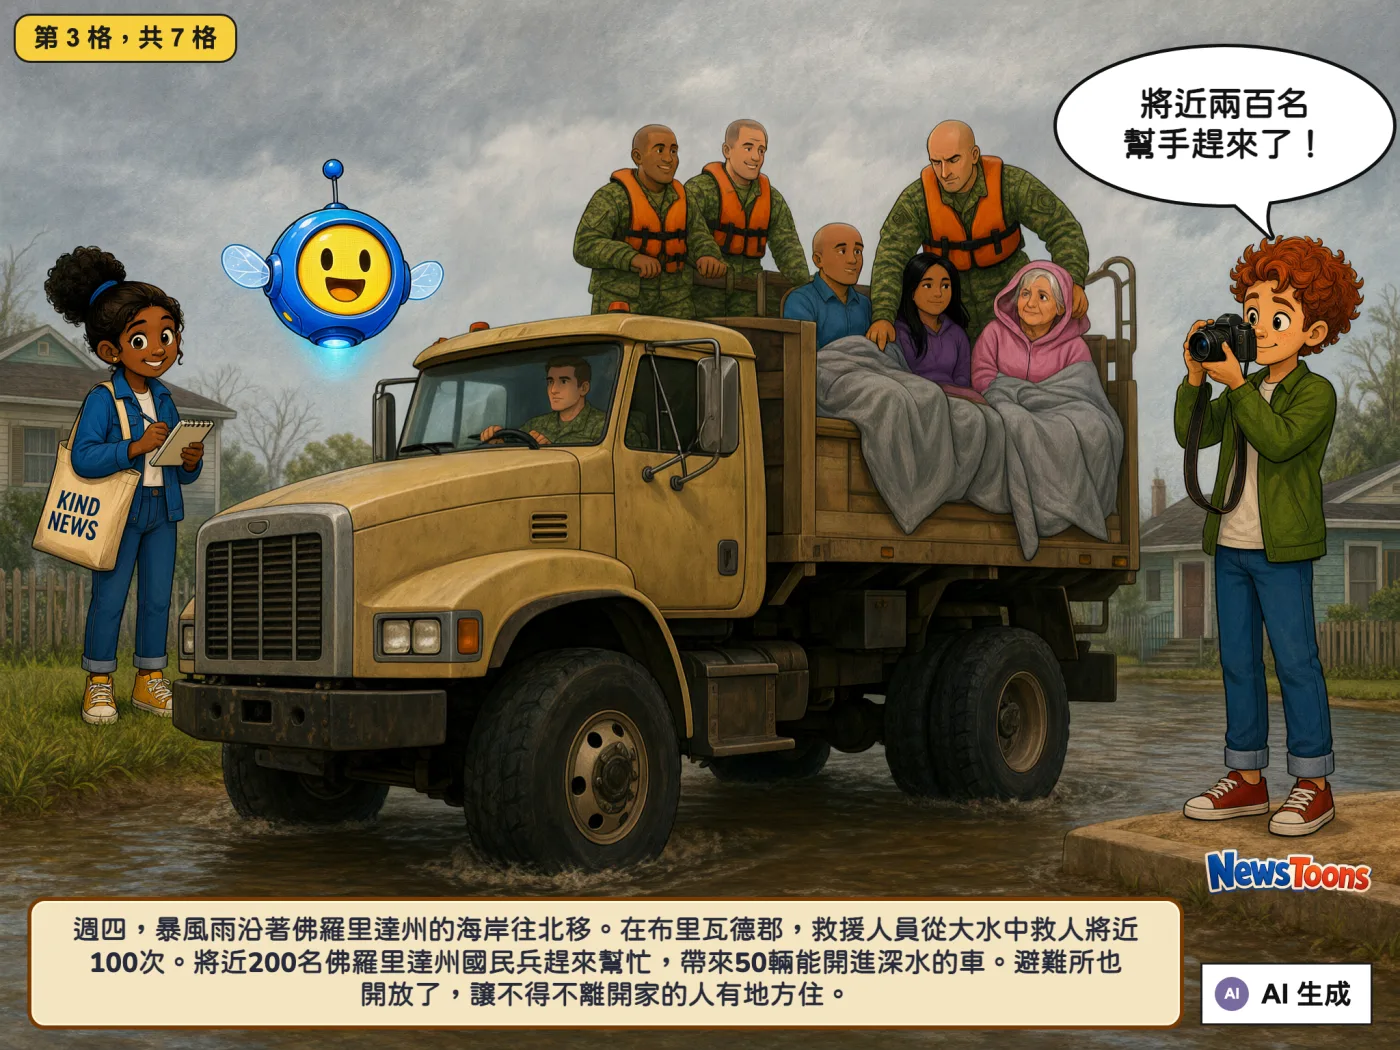 第 3 格，共 7 格
將近兩百名
幫手趕來了！
KIND
NEWS
NEWSTOONS
週四，暴風雨沿著佛羅里達州的海岸往北移。在布里瓦德郡，救援人員從大水中救人將近
100次。將近200名佛羅里達州國民兵趕來幫忙，帶來50輛能開進深水的車。避難所也
開放了，讓不得不離開家的人有地方住。
AI AI 生成